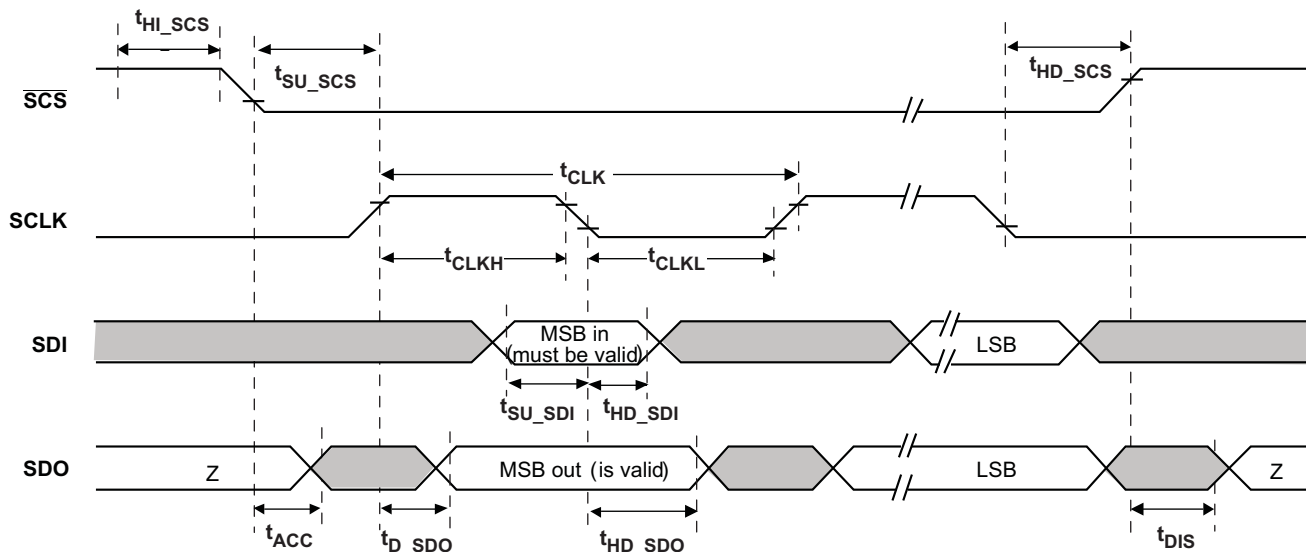 tHI_SCS
tSU_SCS
tHD_SCS
SCS
tCLK
SCLK
tCLKH
tCLKL
SDI
MSB in
(must be valid)
LSB
tSU_SDI
tHD_SDI
SDO
Z
MSB out (is valid)
LSB
Z
tACC
tD_SDO
tHD_SDO
tDIS